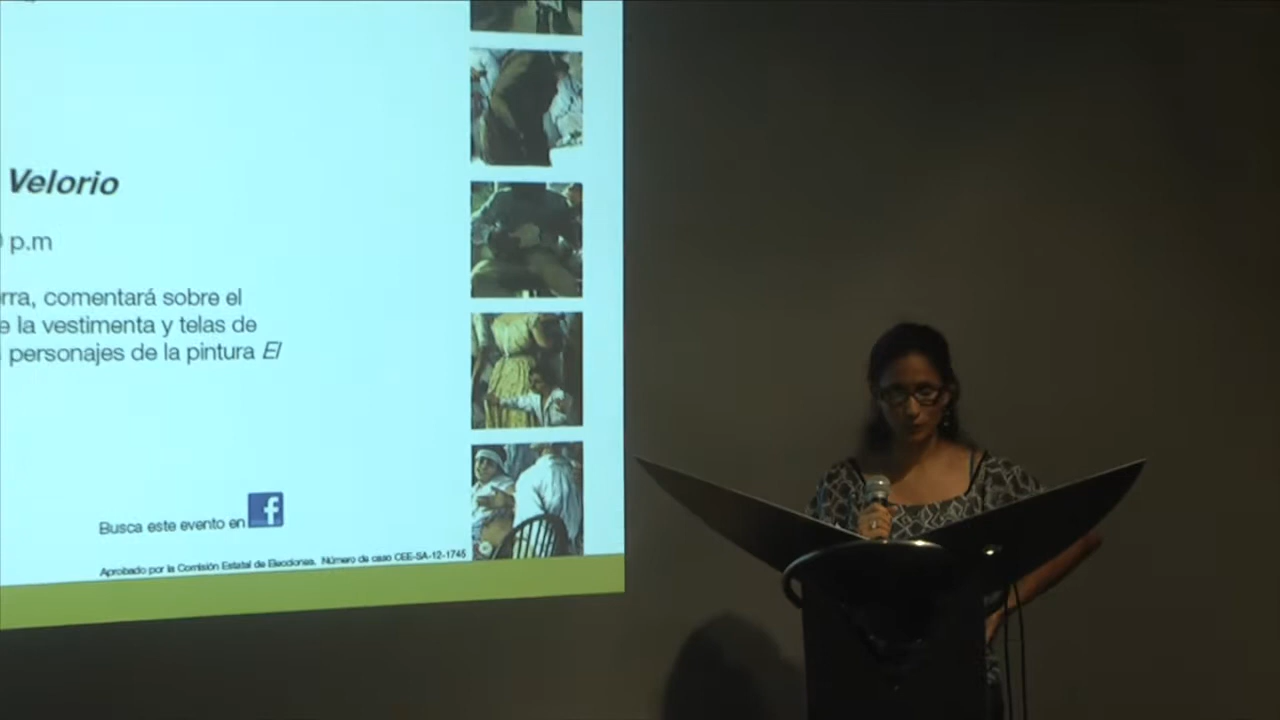 Velorio
p.m
rra, comentará sobre el
e la vestimenta y telas de
personajes de la pintura El
Busca este evento en f
Aprobado por la Comisión Estatal de Elecciones. Número de caso CEE-SA-12-1745